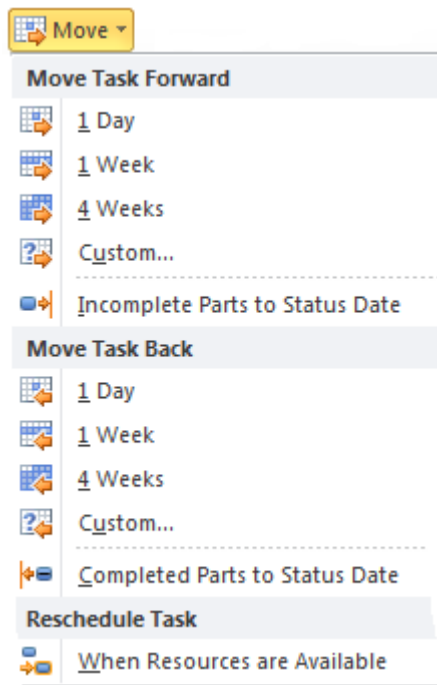 Move
Move Task Forward
1 Day
1 Week
4 Weeks
Custom...
Incomplete Parts to Status Date
Move Task Back
1 Day
1 Week
4 Weeks
Custom...
Completed Parts to Status Date
Reschedule Task
When Resources are Available